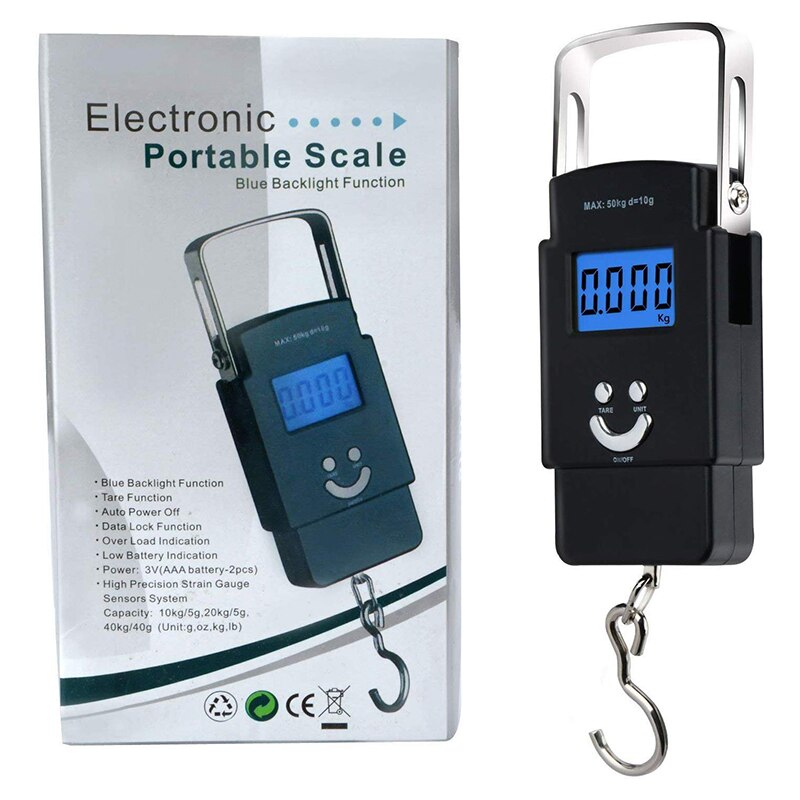 Electronic
Portable Scale
Blue Backlight Function
MAX: 50kg d=10g
0.000
TARE UNIT
• Blue Backlight Function
• Tare Function
• Auto Power Off
• Data Lock Function
• Over Load Indication
• Low Battery Indication
• Power: 3V(AAA battery-2pcs)
• High Precision Strain Gauge
Sensors System
Capacity: 10kg/5g,20kg/5g,
40kg/40g (Unit:g,oz,kg,lb)
CE
MAX: 50kg d=10g
0.000
Kg
TARE UNIT
ON/OFF